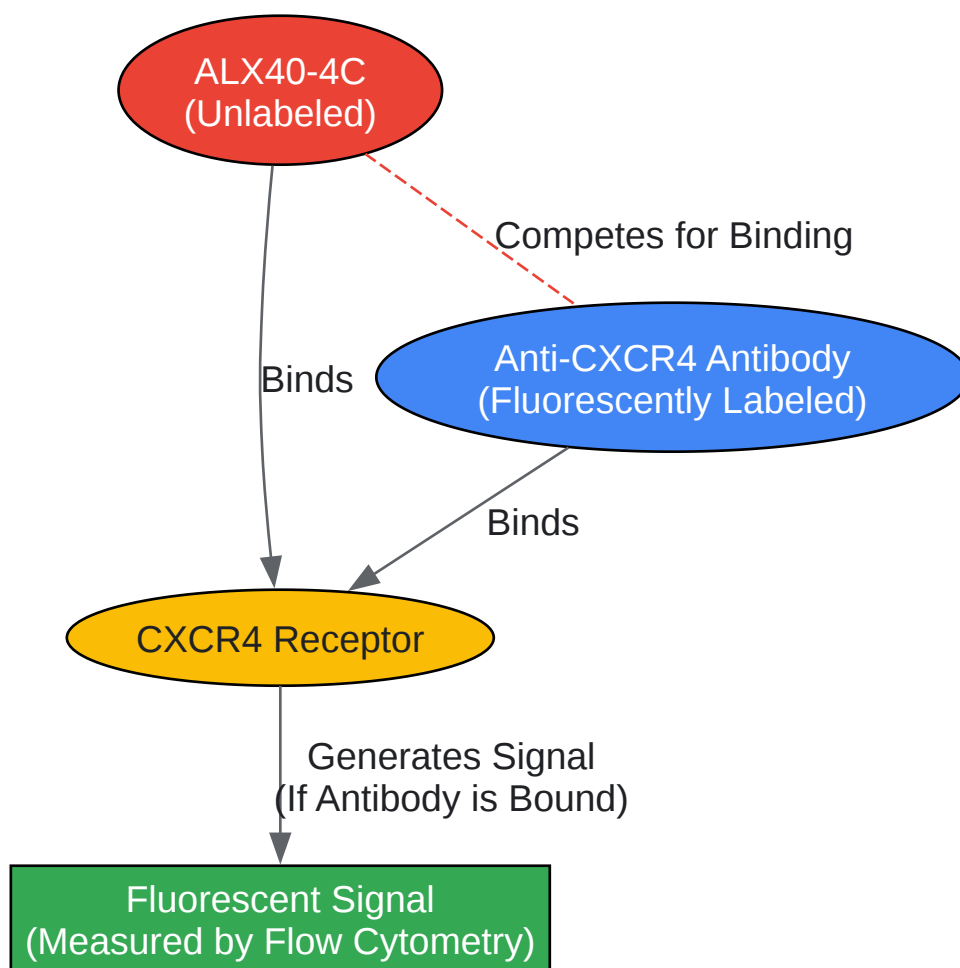 ALX40-4C
(Unlabeled)
Competes for Binding
Anti-CXCR4 Antibody
(Fluorescently Labeled)
Binds
Binds
CXCR4 Receptor
Generates Signal
(If Antibody is Bound)
Fluorescent Signal
(Measured by Flow Cytometry)